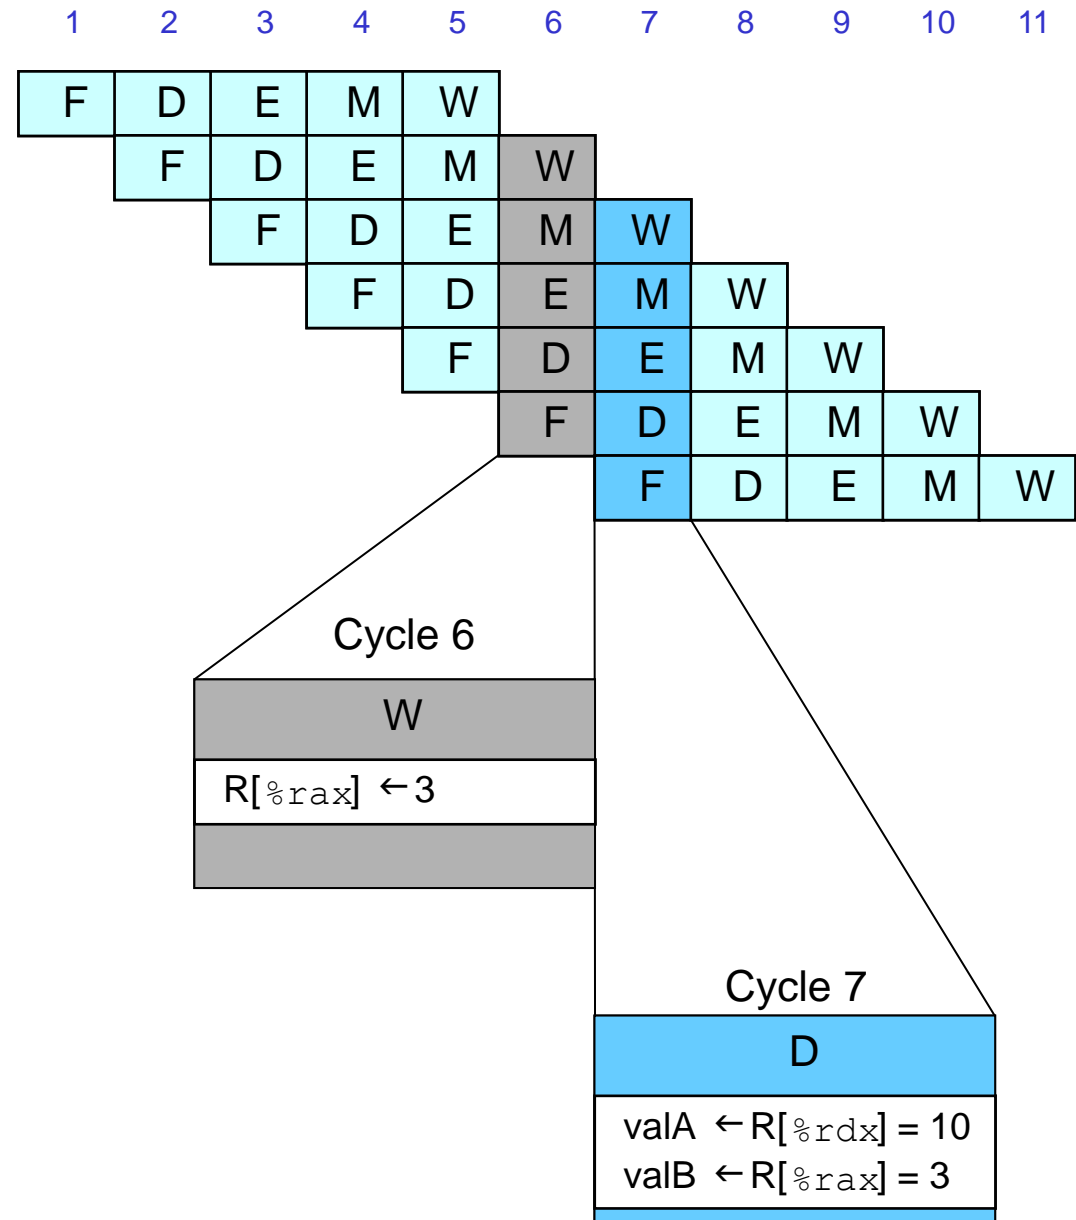 1 2 3 4 5 6 7 8 9 10 11
F D E M W
F D E M W
F D E M W
F D E M W
F D E M W
F D E M W
F D E M W
Cycle 6
W
R[%rax] ←3
Cycle 7
D
valA ←R[%rdx] = 10
valB ←R[%rax] = 3